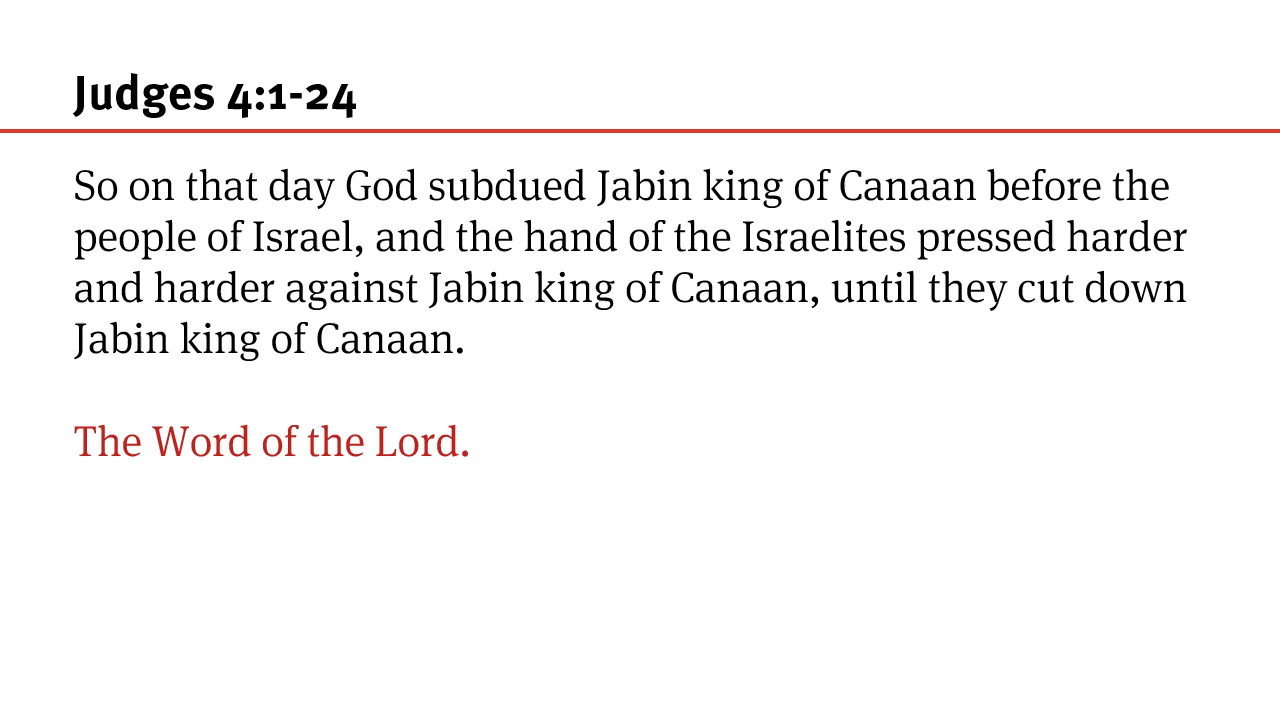 Judges 4:1-24
So on that day God subdued Jabin king of Canaan before the
people of Israel, and the hand of the Israelites pressed harder
and harder against Jabin king of Canaan, until they cut down
Jabin king of Canaan.
The Word of the Lord.